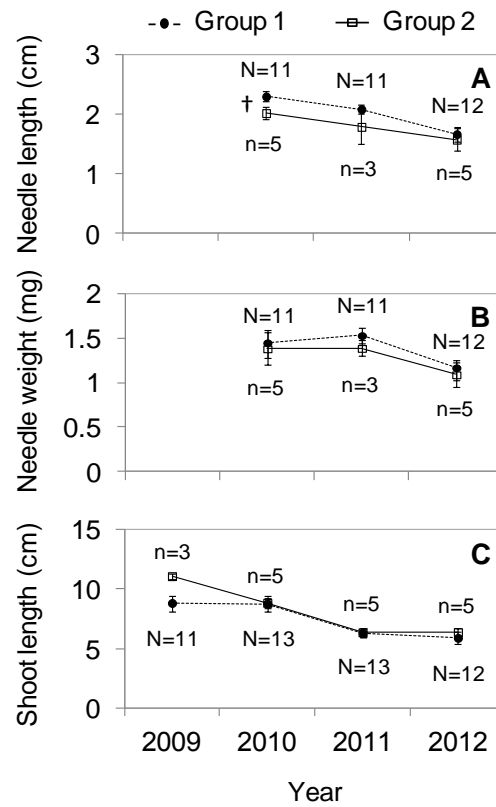 Group 1 Group 2
A
Needle length (cm)
3
2
1
0
N=11 N=11 N=12
†
n=5 n=3 n=5
B
Needle weight (mg)
2
1.5
1
0.5
0
N=11 N=11 N=12
n=5 n=3 n=5
C
Shoot length (cm)
15
10
5
0
n=3 n=5 n=5 n=5
N=11 N=13 N=13 N=12
2009 2010 2011 2012
Year